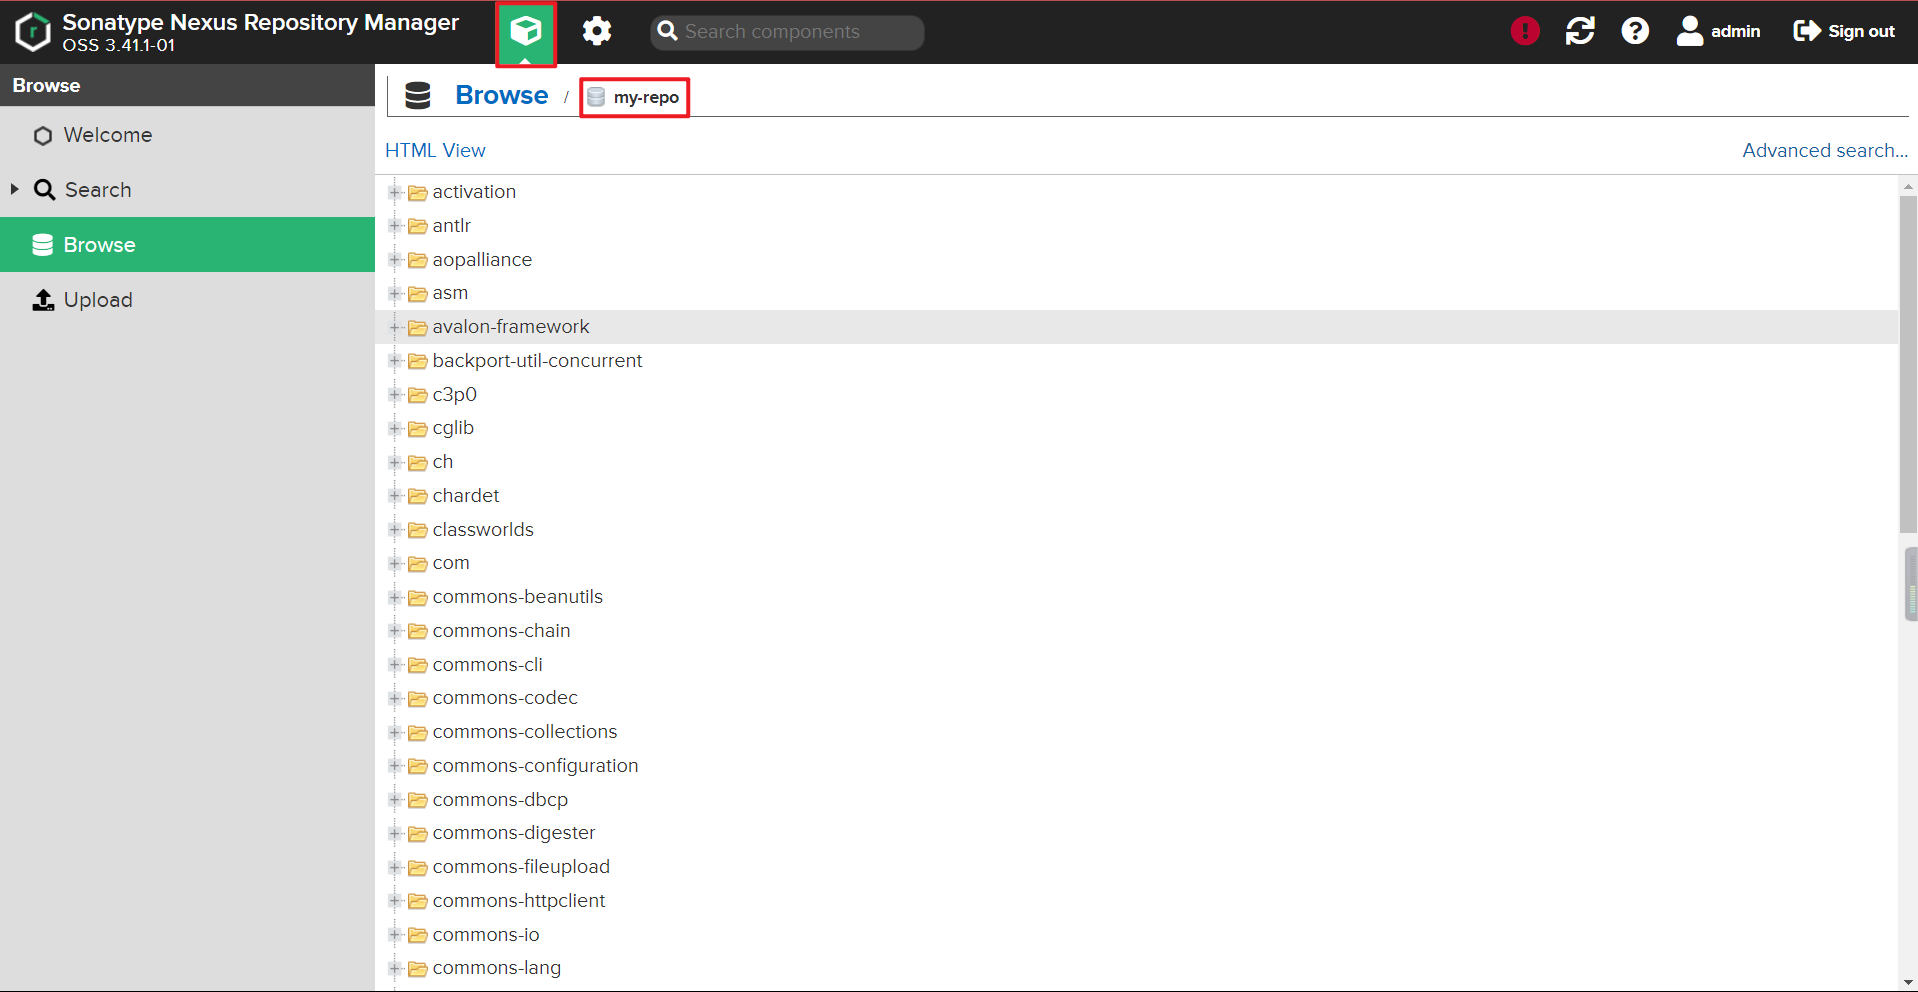 Sonatype Nexus Repository Manager
OSS 3.41.1-01
Search components
admin
Sign out
Browse
Welcome
Search
Browse
Upload
Browse / my-repo
HTML View
Advanced search...
activation
antlr
aopalliance
asm
avalon-framework
backport-util-concurrent
c3p0
cglib
ch
chardet
classworlds
com
commons-beanutils
commons-chain
commons-cli
commons-codec
commons-collections
commons-configuration
commons-dbcp
commons-digester
commons-fileupload
commons-httpclient
commons-io
commons-lang